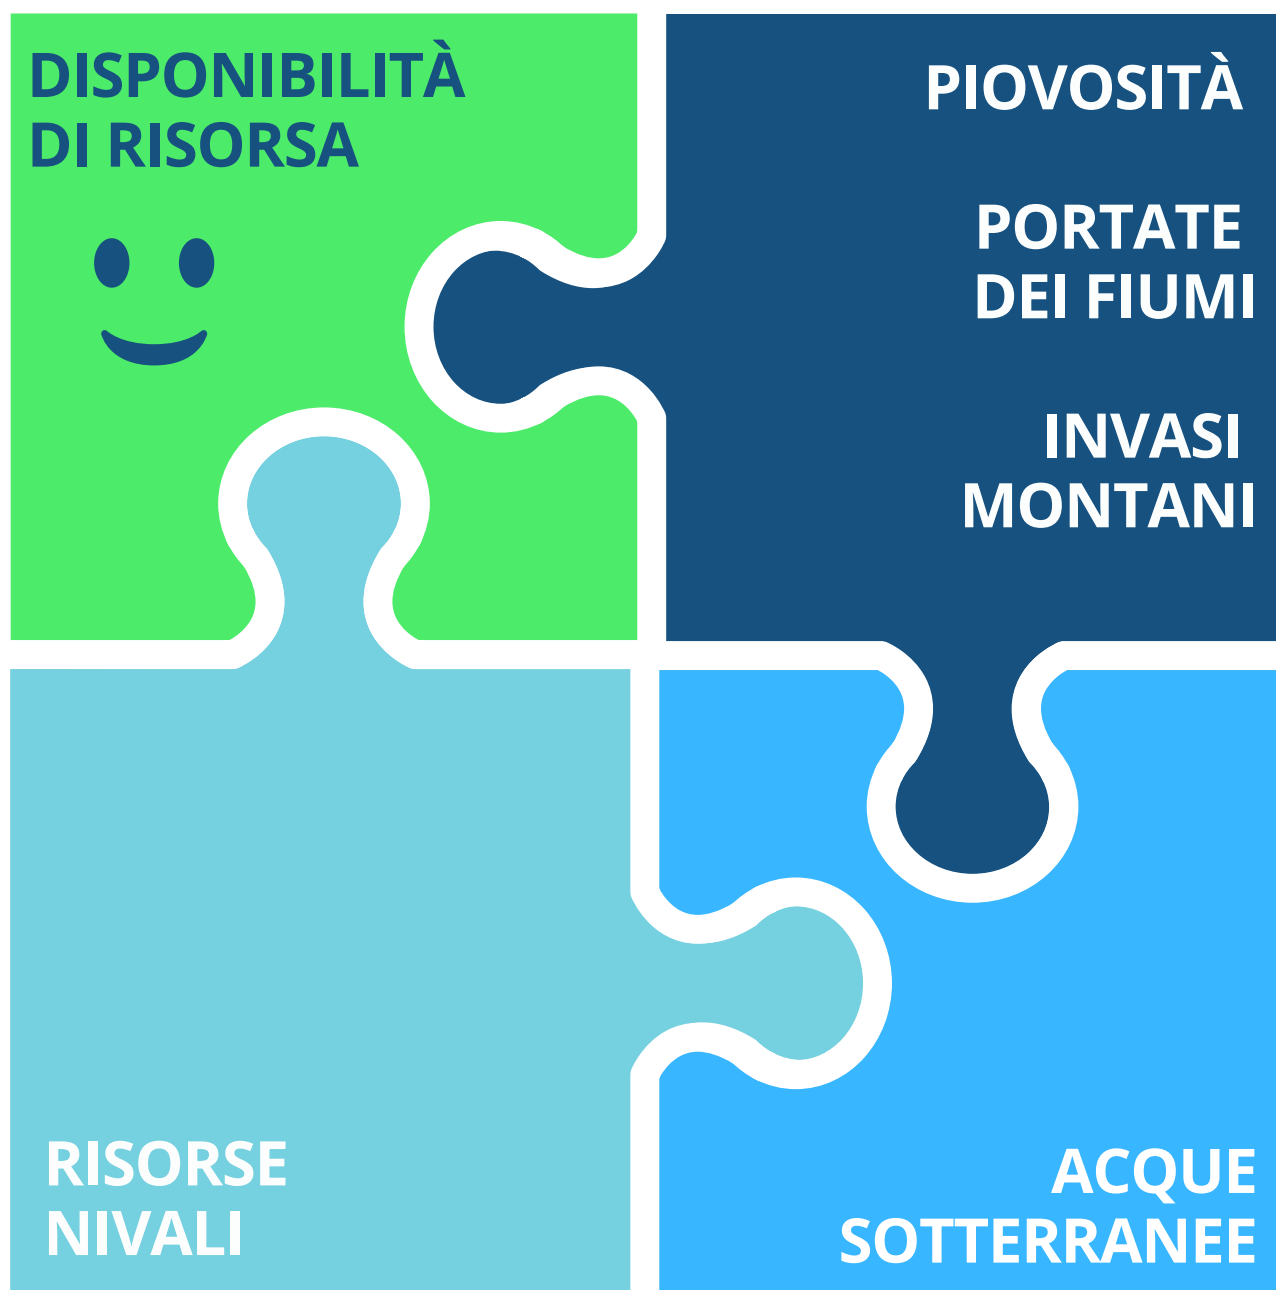 DISPONIBILITÀ
DI RISORSA
PIOVOSITÀ
PORTATE
DEI FIUMI
INVASI
MONTANI
RISORSE
NIVALI
ACQUE
SOTTERRANEE